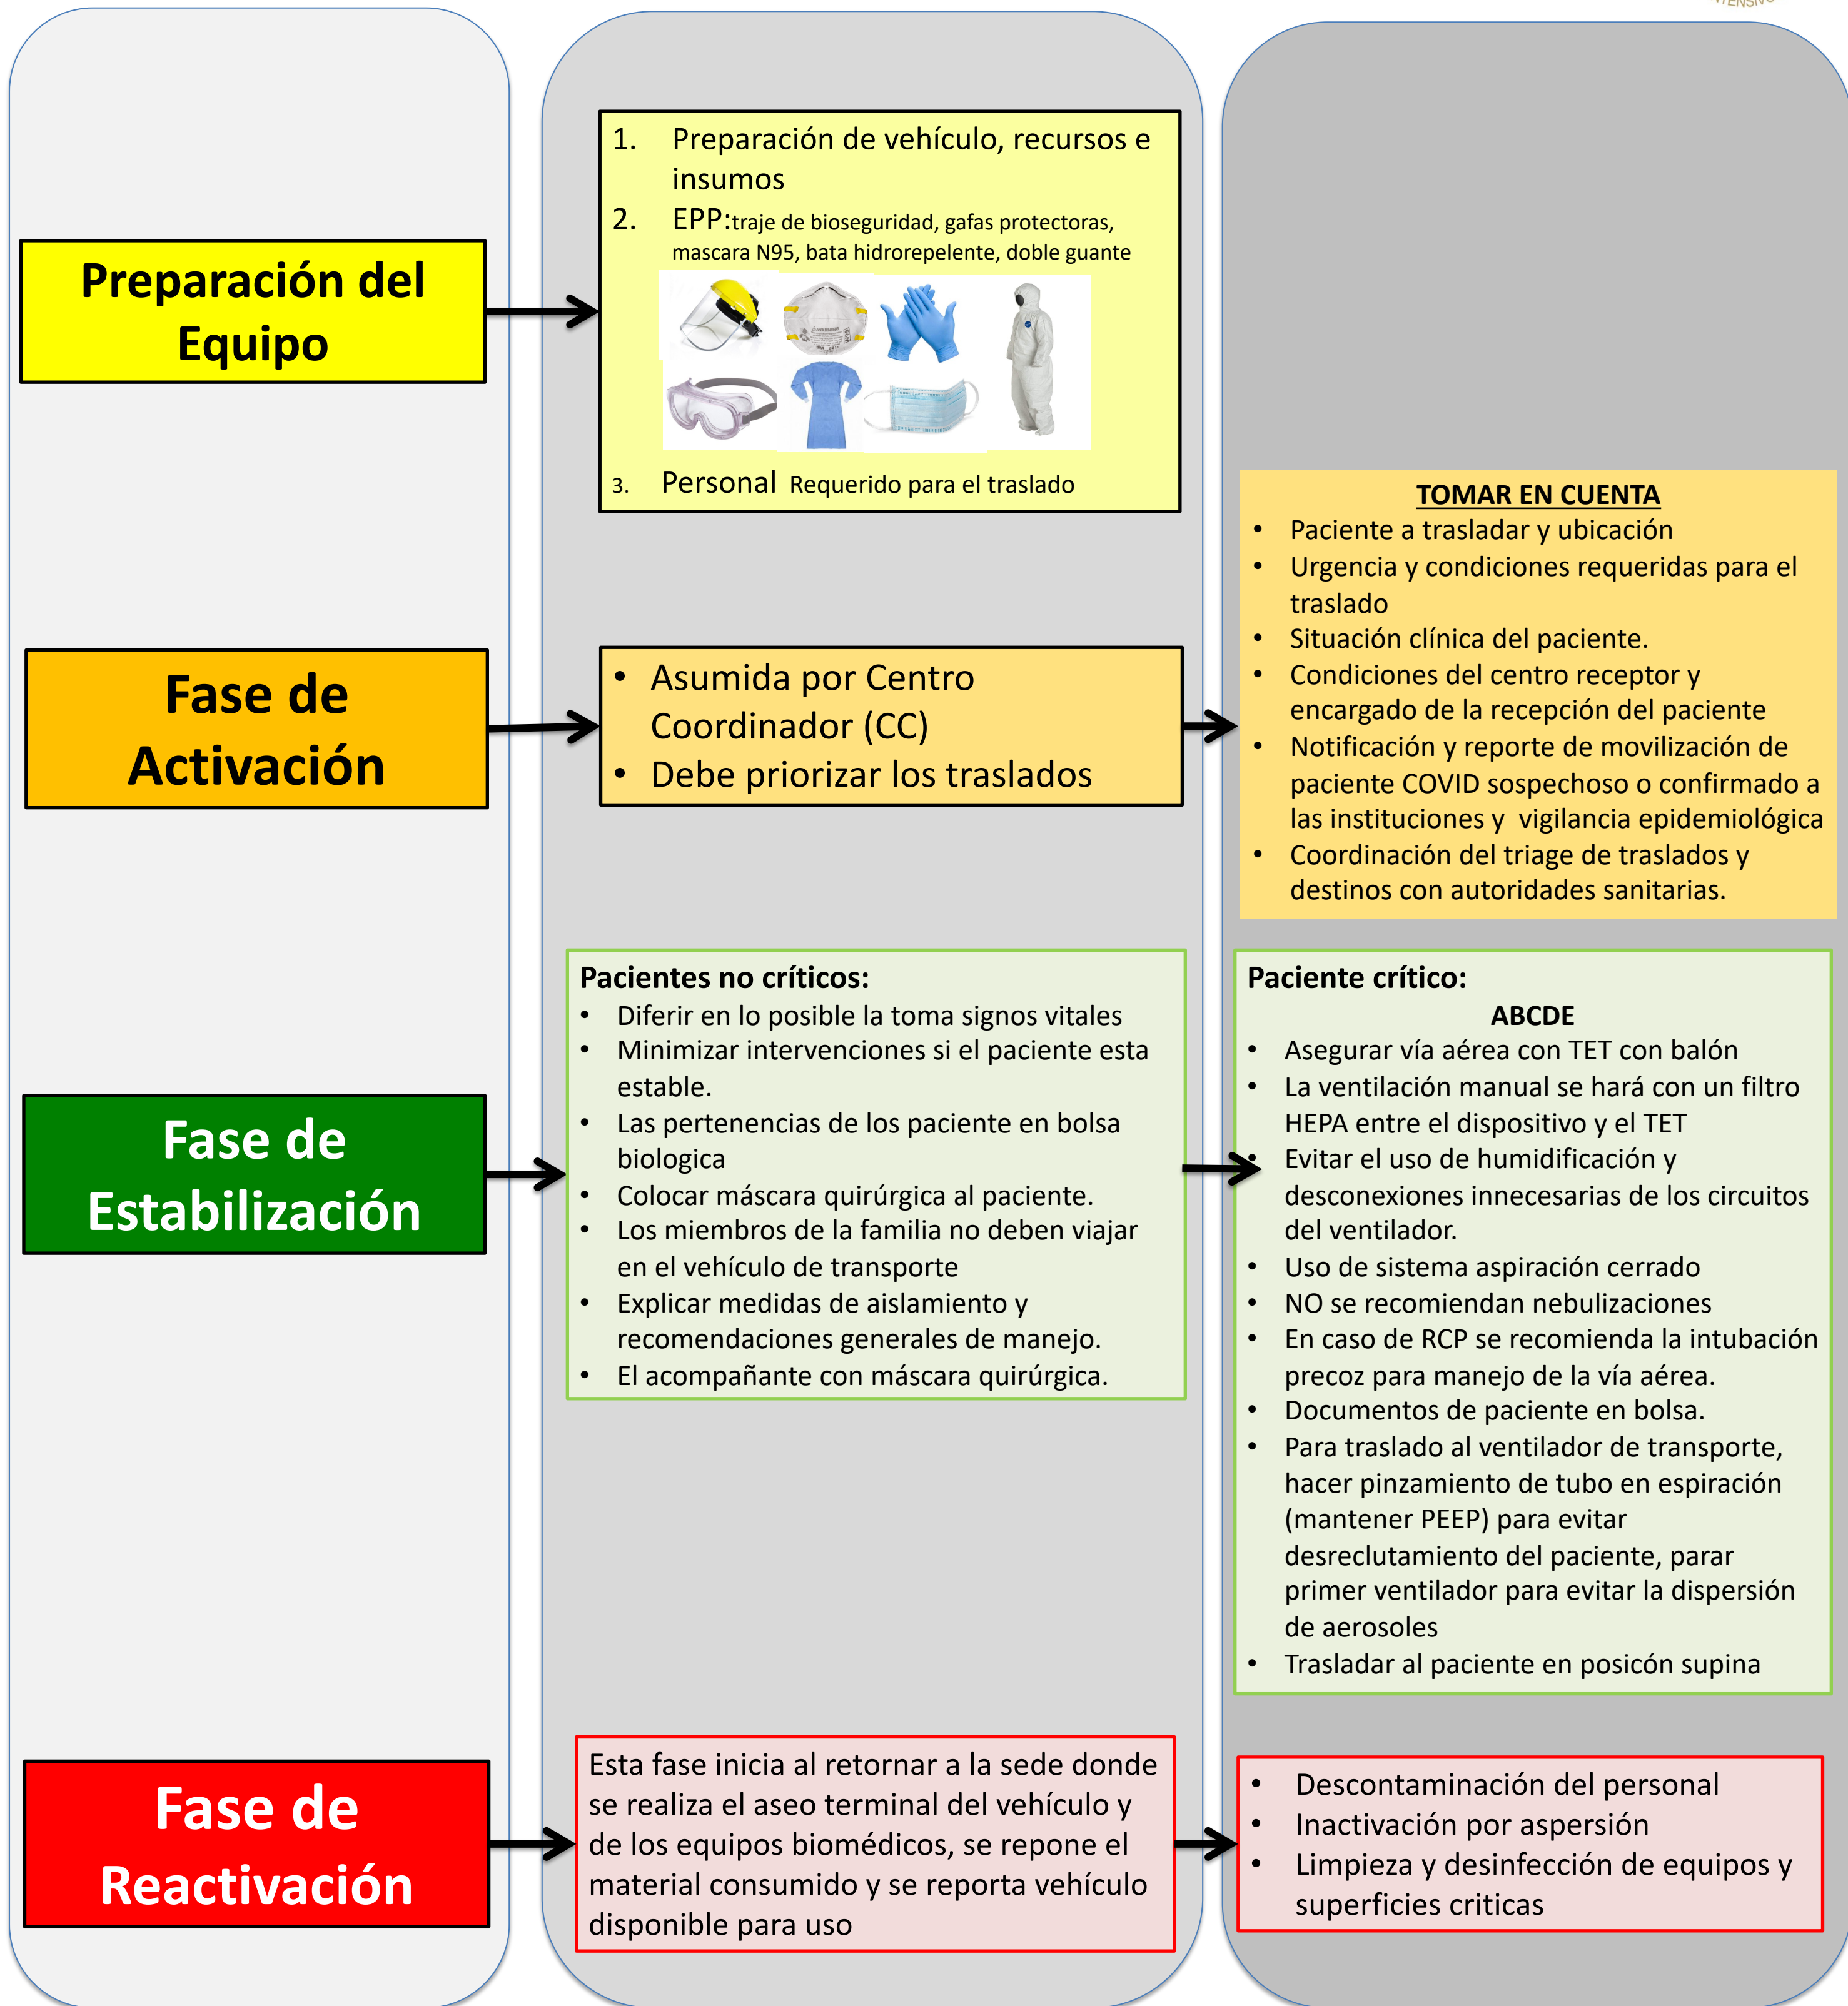 Preparación del
Equipo
1. Preparación de vehículo, recursos e
insumos
2. EPP:traje de bioseguridad, gafas protectoras,
mascara N95, bata hidrorepelente, doble guante
3. Personal Requerido para el traslado
Fase de
Activación
• Asumida por Centro
Coordinador (CC)
• Debe priorizar los traslados
TOMAR EN CUENTA
• Paciente a trasladar y ubicación
• Urgencia y condiciones requeridas para el
traslado
• Situación clínica del paciente.
• Condiciones del centro receptor y
encargado de la recepción del paciente
• Notificación y reporte de movilización de
paciente COVID sospechoso o confirmado a
las instituciones y vigilancia epidemiológica
• Coordinación del triage de traslados y
destinos con autoridades sanitarias.
Fase de
Estabilización
Pacientes no críticos:
• Diferir en lo posible la toma signos vitales
• Minimizar intervenciones si el paciente esta
estable.
• Las pertenencias de los paciente en bolsa
biologica
• Colocar máscara quirúrgica al paciente.
• Los miembros de la familia no deben viajar
en el vehículo de transporte
• Explicar medidas de aislamiento y
recomendaciones generales de manejo.
• El acompañante con máscara quirúrgica.
Paciente crítico:
ABCDE
• Asegurar vía aérea con TET con balón
• La ventilación manual se hará con un filtro
HEPA entre el dispositivo y el TET
• Evitar el uso de humidificación y
desconexiones innecesarias de los circuitos
del ventilador.
• Uso de sistema aspiración cerrado
• NO se recomiendan nebulizaciones
• En caso de RCP se recomienda la intubación
precoz para manejo de la vía aérea.
• Documentos de paciente en bolsa.
• Para traslado al ventilador de transporte,
hacer pinzamiento de tubo en espiración
(mantener PEEP) para evitar
desreclutamiento del paciente, parar
primer ventilador para evitar la dispersión
de aerosoles
• Trasladar al paciente en posicón supina
Fase de
Reactivación
Esta fase inicia al retornar a la sede donde
se realiza el aseo terminal del vehículo y
de los equipos biomédicos, se repone el
material consumido y se reporta vehículo
disponible para uso
• Descontaminación del personal
• Inactivación por aspersión
• Limpieza y desinfección de equipos y
superficies criticas